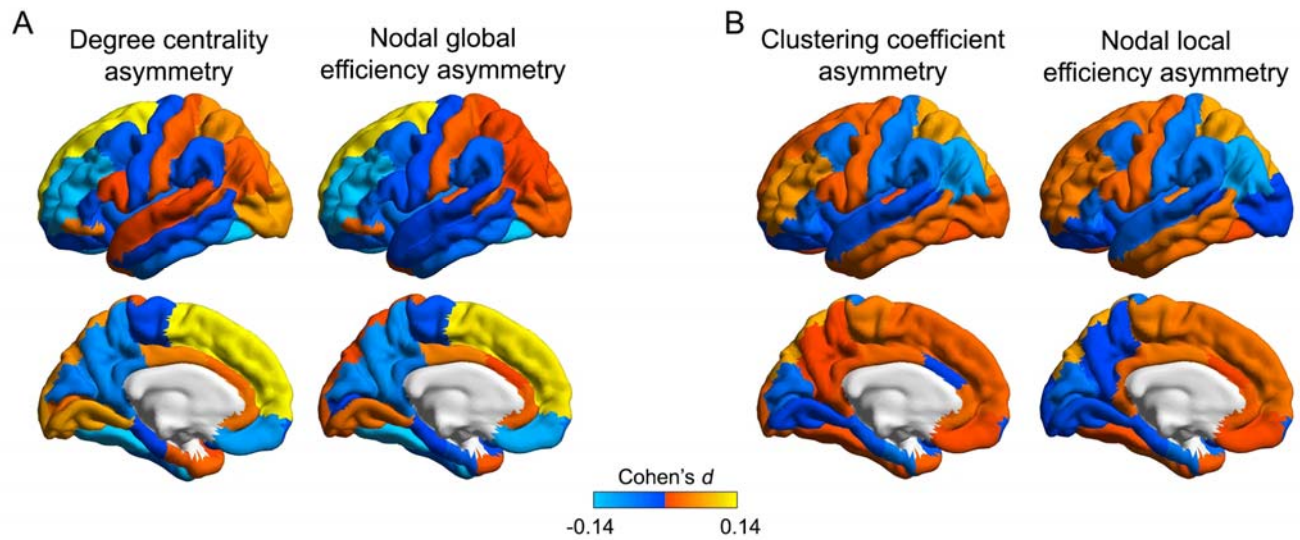 A
Degree centrality
asymmetry
Nodal global
efficiency asymmetry
B
Clustering coefficient
asymmetry
Nodal local
efficiency asymmetry
Cohen's d
-0.14
0.14